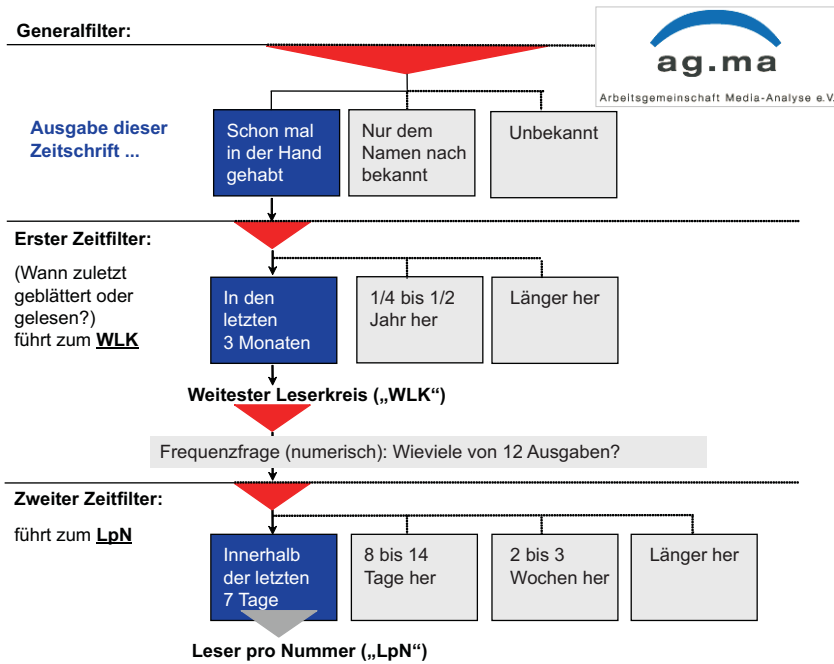 Generalfilter:
ag.ma
Arbeitsgemeinschaft Media-Analyse e.V.
Ausgabe dieser
Zeitschrift ...
Schon mal
in der Hand
gehabt
Nur dem
Namen nach
bekannt
Unbekannt
Erster Zeitfilter:
(Wann zuletzt
geblättert oder
gelesen?)
führt zum WLK
In den
letzten
3 Monaten
1/4 bis 1/2
Jahr her
Länger her
Weitester Leserkreis („WLK“)
Frequenzfrage (numerisch): Wieviele von 12 Ausgaben?
Zweiter Zeitfilter:
führt zum LpN
Innerhalb
der letzten
7 Tage
8 bis 14
Tage her
2 bis 3
Wochen her
Länger her
Leser pro Nummer („LpN“)